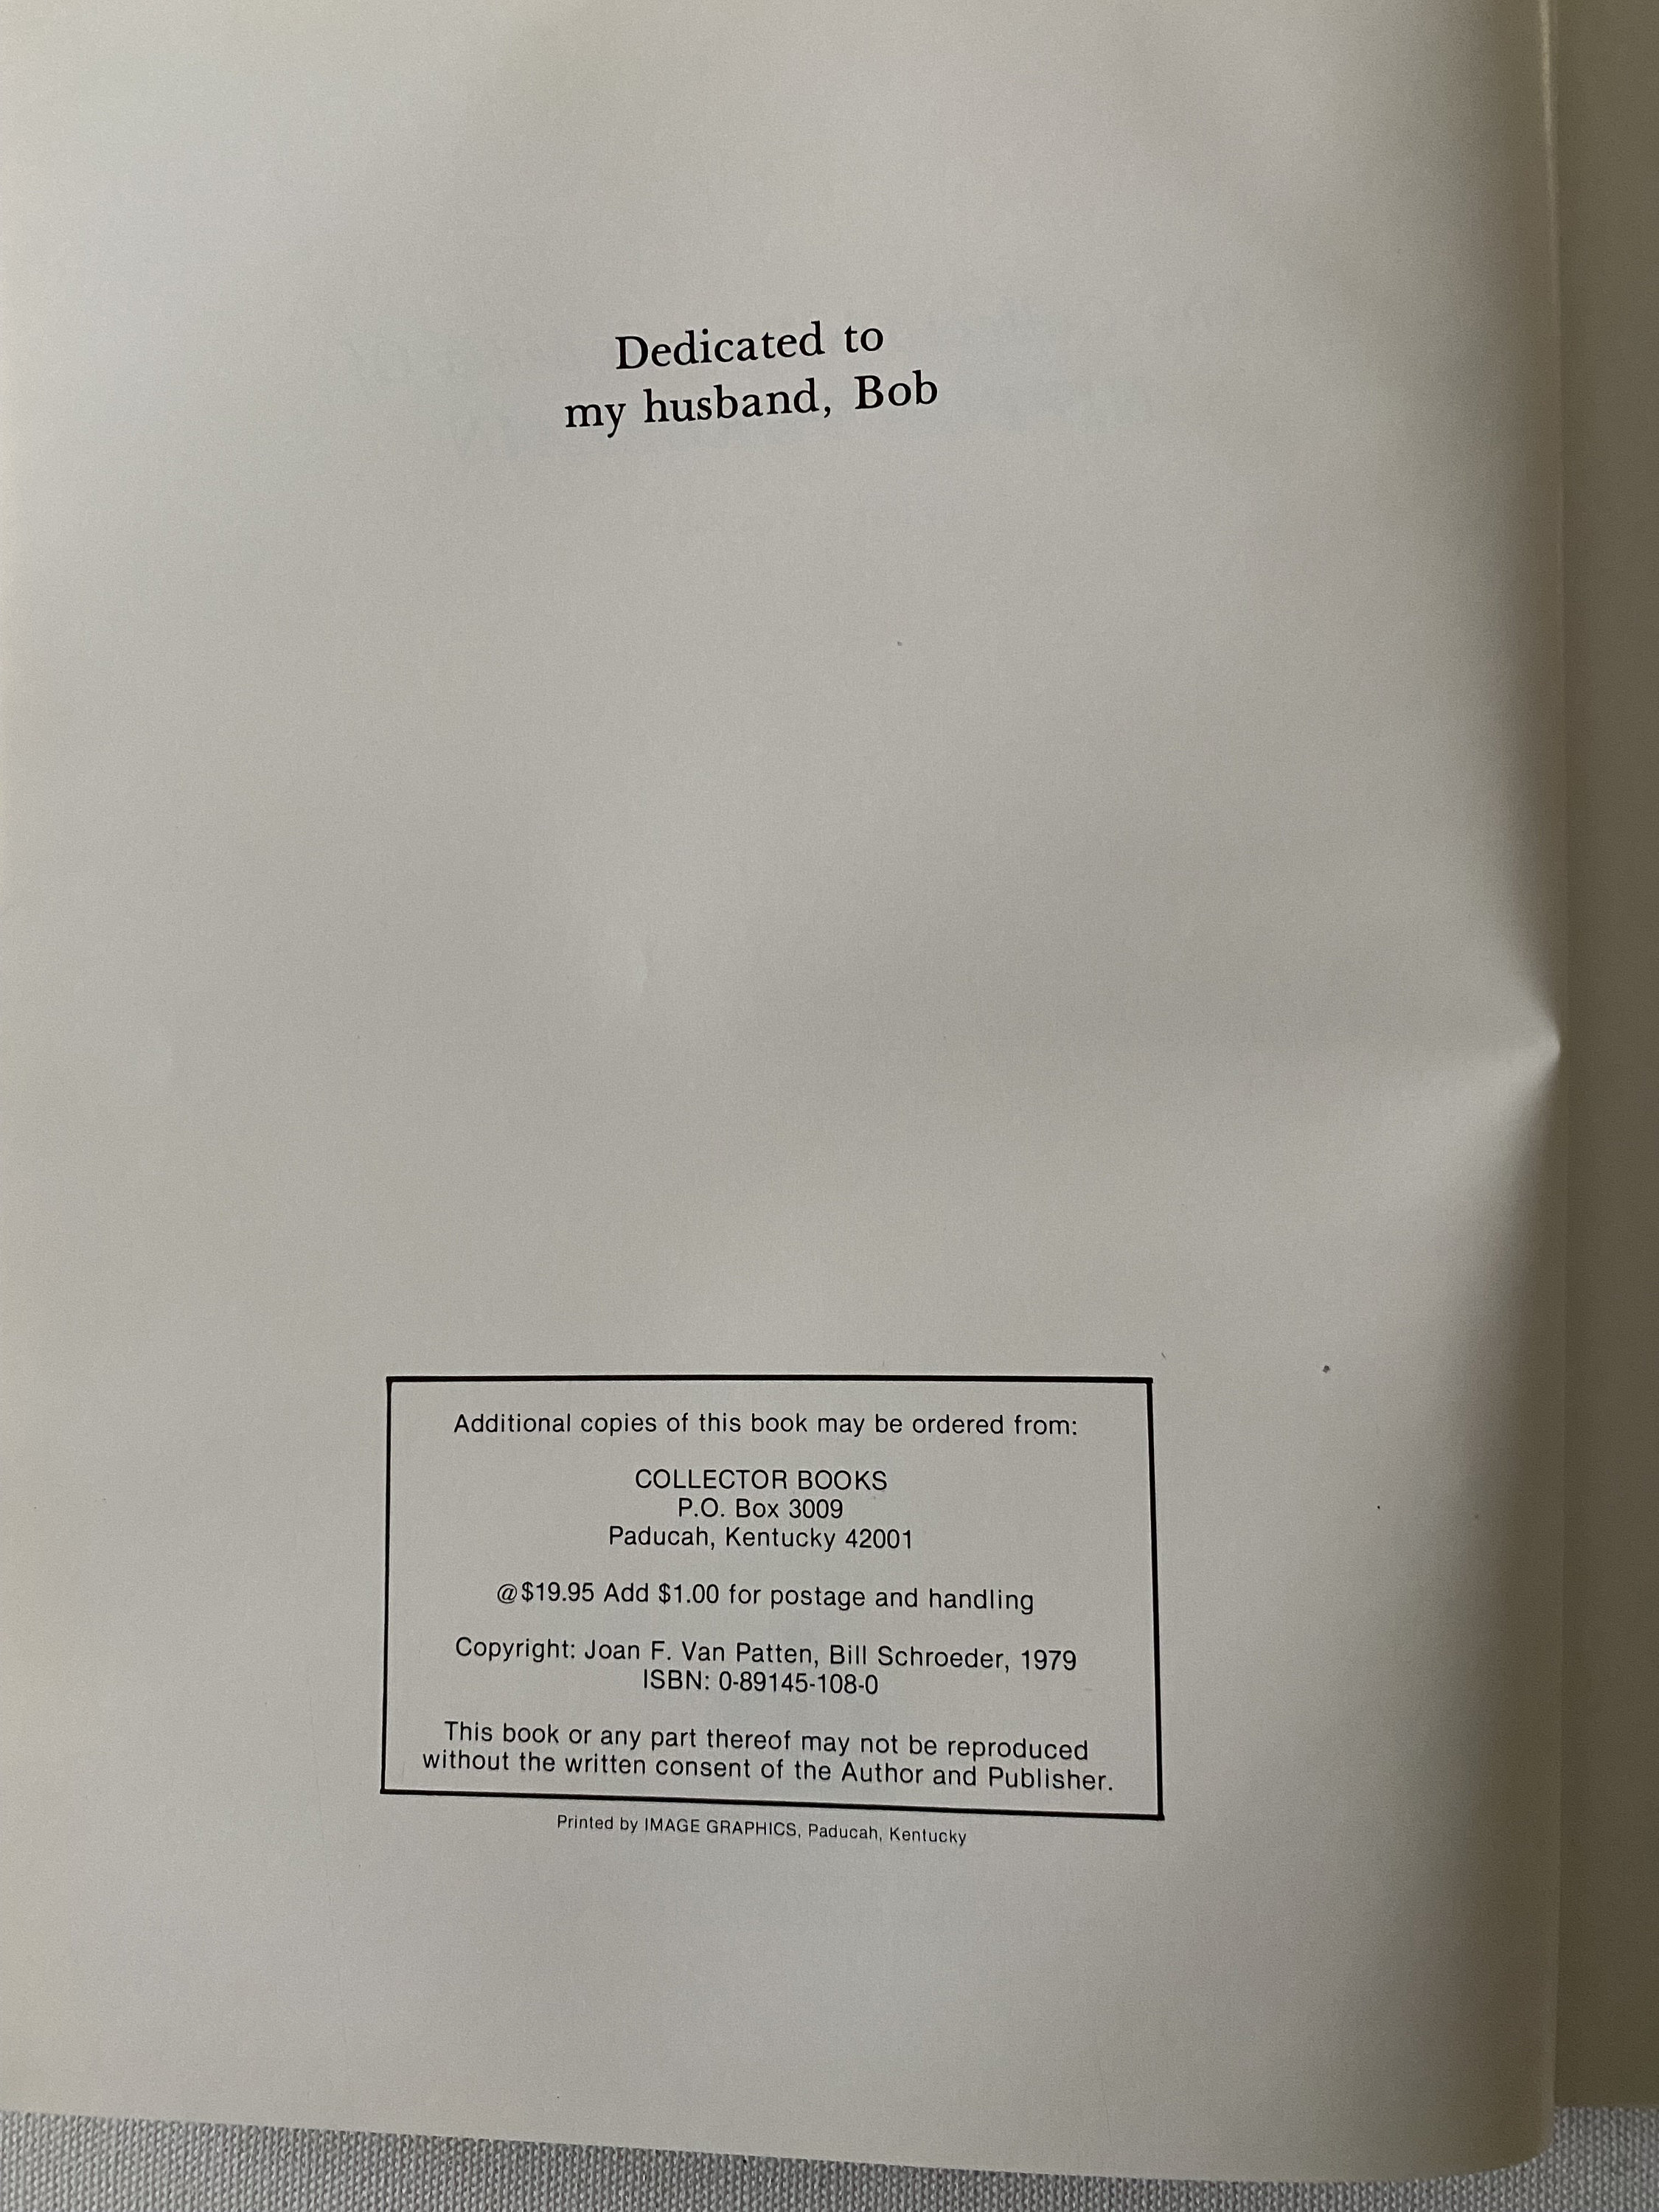 Dedicated to
my husband, Bob
Additional copies of this book may be ordered from:
COLLECTOR BOOKS
P.O. Box 3009
Paducah, Kentucky 42001
@$19.95 Add $1.00 for postage and handling
Copyright: Joan F. Van Patten, Bill Schroeder, 1979
ISBN: 0-89145-108-0
This book or any part thereof may not be reproduced
without the written consent of the Author and Publisher.
Printed by IMAGE GRAPHICS, Paducah, Kentucky